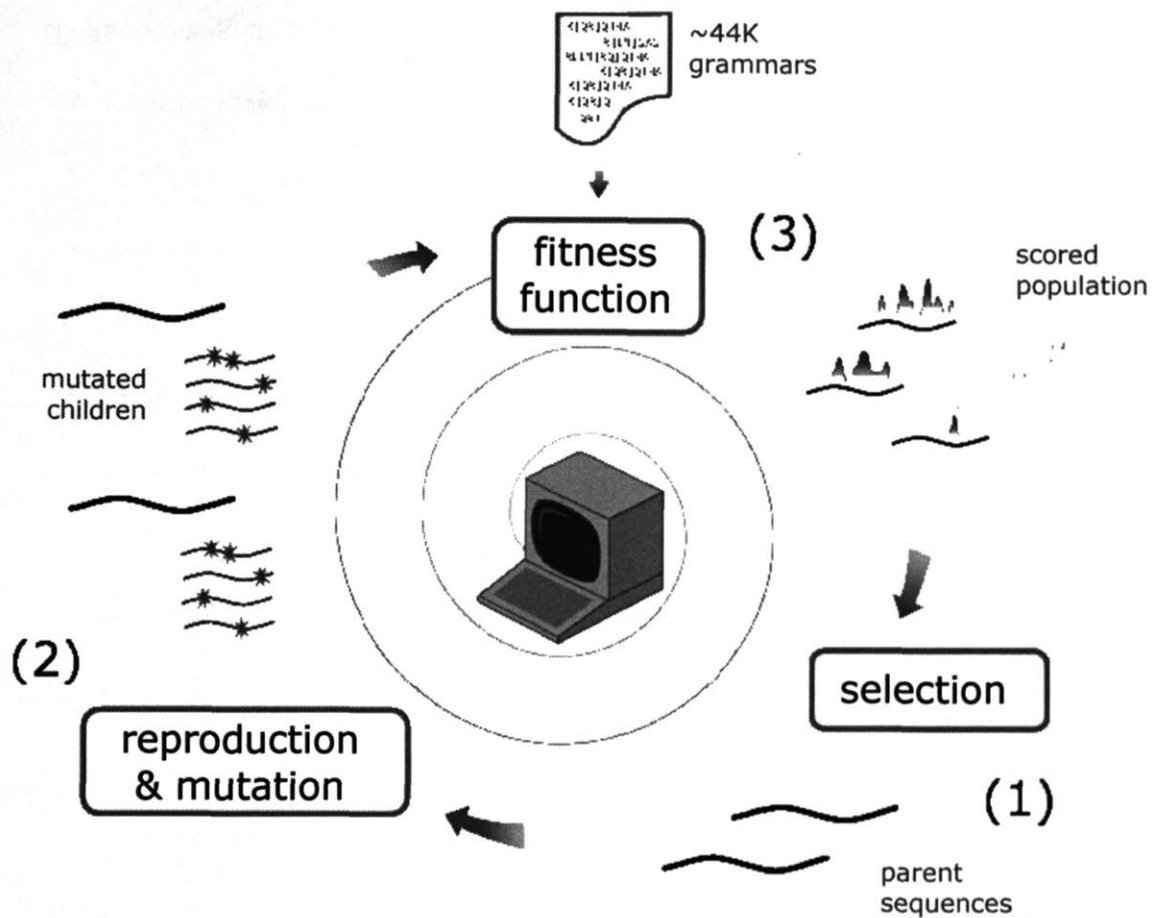 ~44K
grammars
fitness
function
(3)
scored
population
mutated
children
(2)
selection
reproduction
& mutation
(1)
parent
sequences